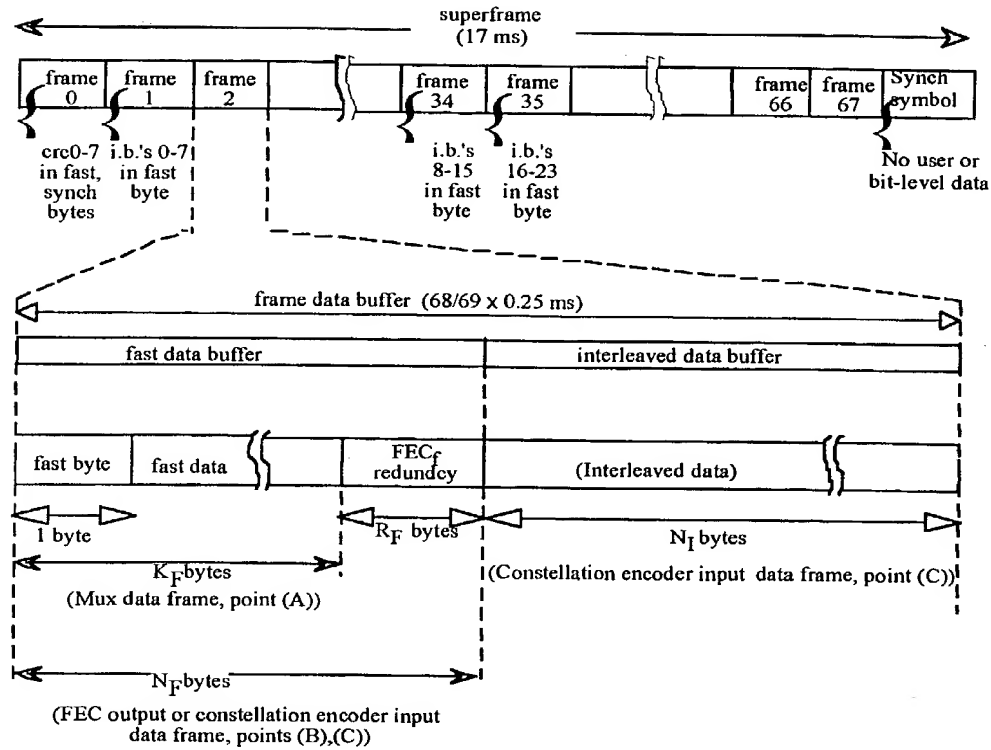 superframe
(17 ms)
frame 0
frame 1
frame 2
frame 34
frame 35
frame 66
frame 67
Synch symbol
crc0-7 in fast, synch bytes
i.b.'s 0-7 in fast byte
i.b.'s 8-15 in fast byte
i.b.'s 16-23 in fast byte
No user or bit-level data
frame data buffer (68/69 x 0.25 ms)
fast data buffer
interleaved data buffer
fast byte
fast data
FECf redundcy
(Interleaved data)
1 byte
RF bytes
NI bytes
KF bytes
(Constellation encoder input data frame, point (C))
(Mux data frame, point (A))
NF bytes
(FEC output or constellation encoder input
data frame, points (B),(C))